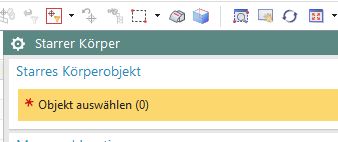 Starrer Körper
Starres Körperobjekt
* Objekt auswählen (0)